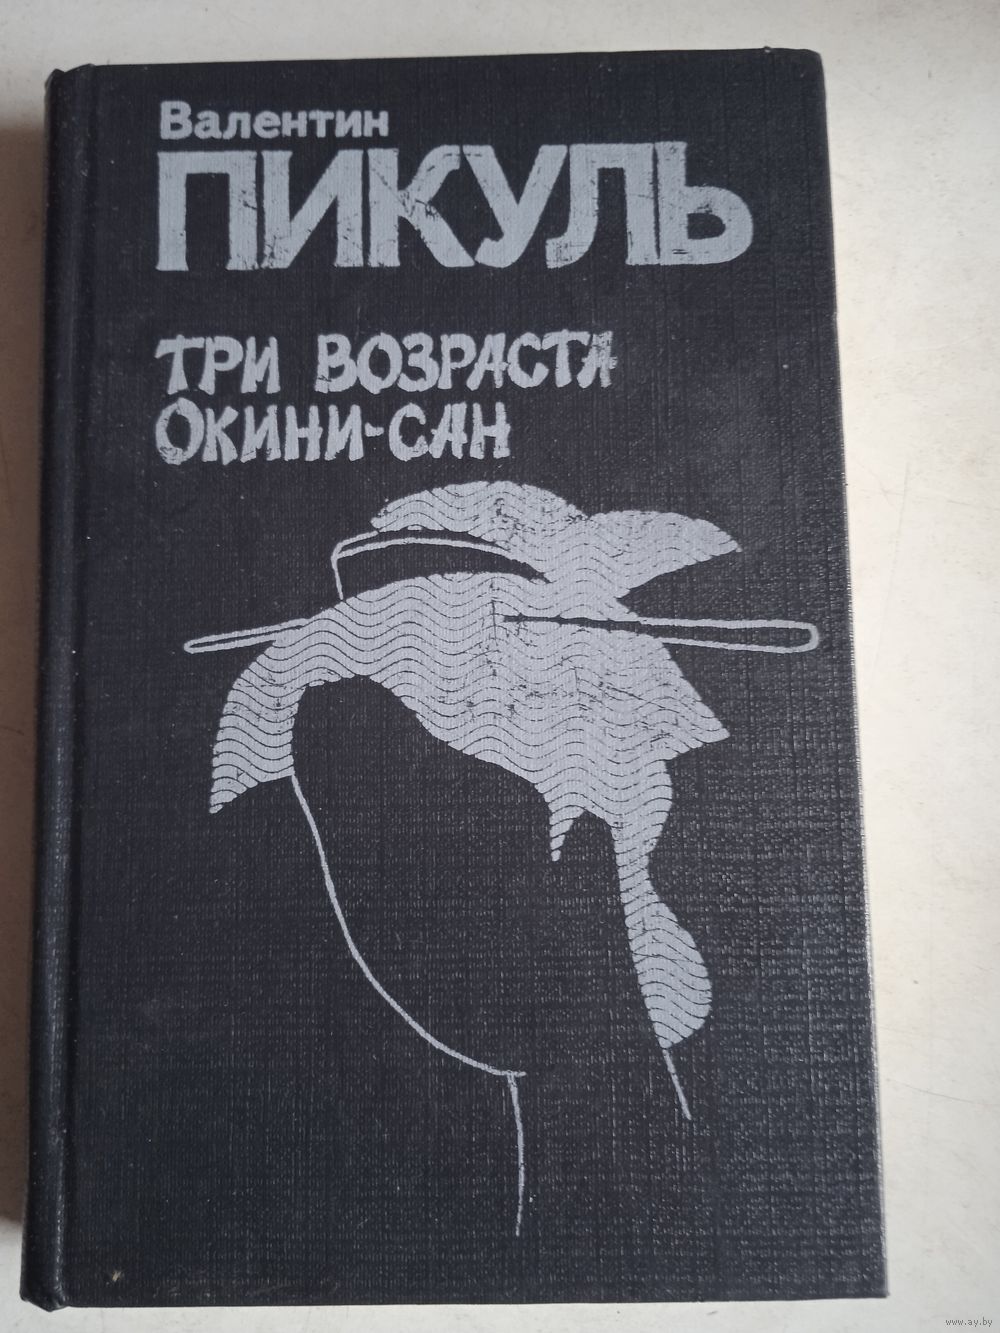 Валентин
ПИКУЛЬ
ТРИ ВОЗРАСТА
ОКИНИ-САН
www.ay.by